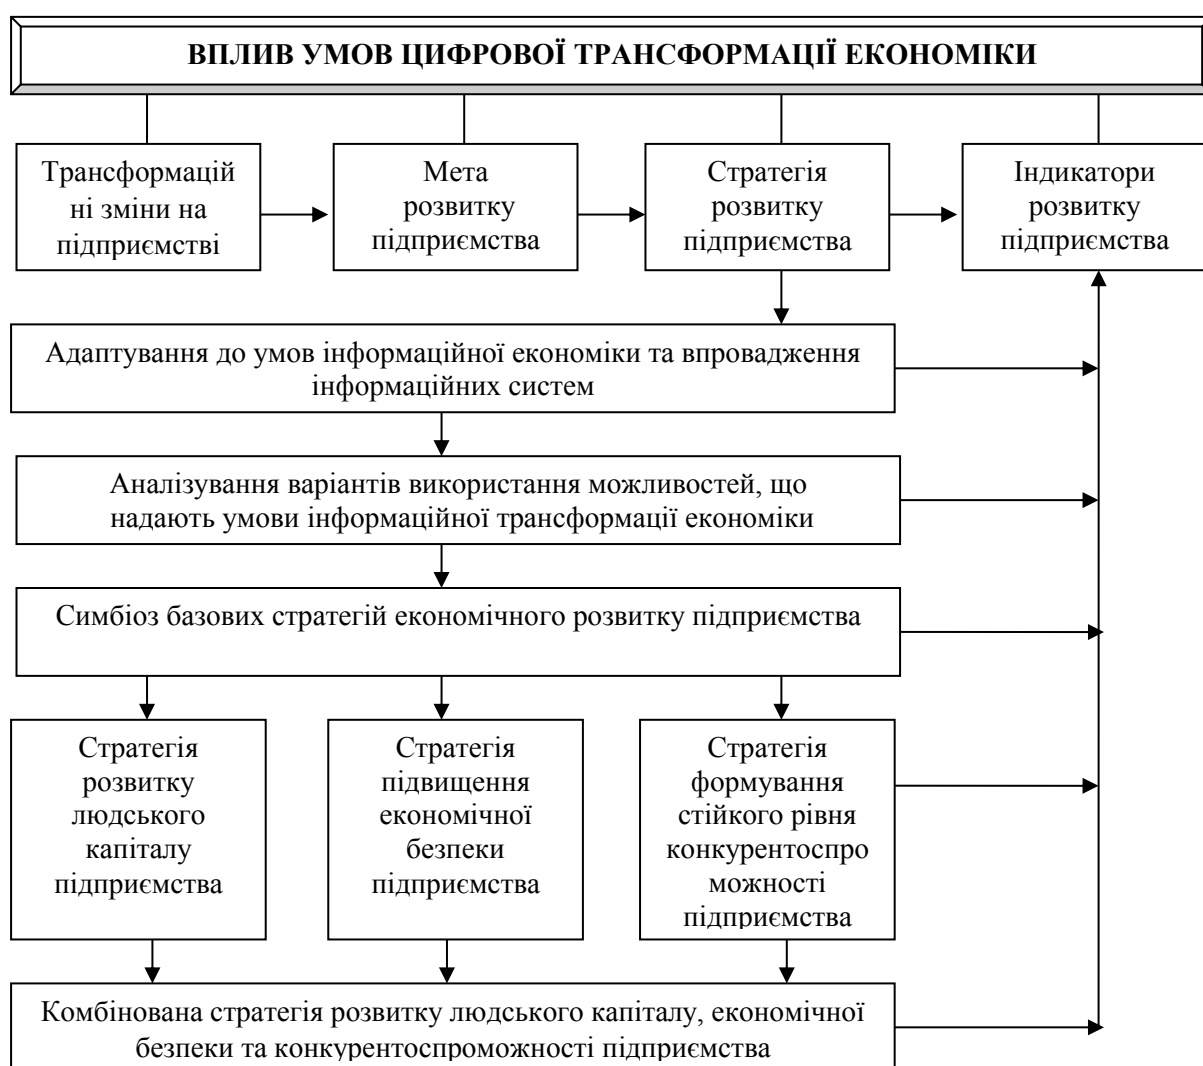 ВПЛИВ УМОВ ЦИФРОВОЇ ТРАНСФОРМАЦІЇ ЕКОНОМІКИ
Трансформацій
ні зміни на
підприємстві
Мета
розвитку
підприємства
Стратегія
розвитку
підприємства
Індикатори
розвитку
підприємства
Адаптування до умов інформаційної економіки та впровадження
інформаційних систем
Аналізування варіантів використання можливостей, що
надають умови інформаційної трансформації економіки
Симбіоз базових стратегій економічного розвитку підприємства
Стратегія
розвитку
людського
капіталу
підприємства
Стратегія
підвищення
економічної
безпеки
підприємства
Стратегія
формування
стійкого рівня
конкурентоспро
можності
підприємства
Комбінована стратегія розвитку людського капіталу, економічної
безпеки та конкурентоспроможності підприємства